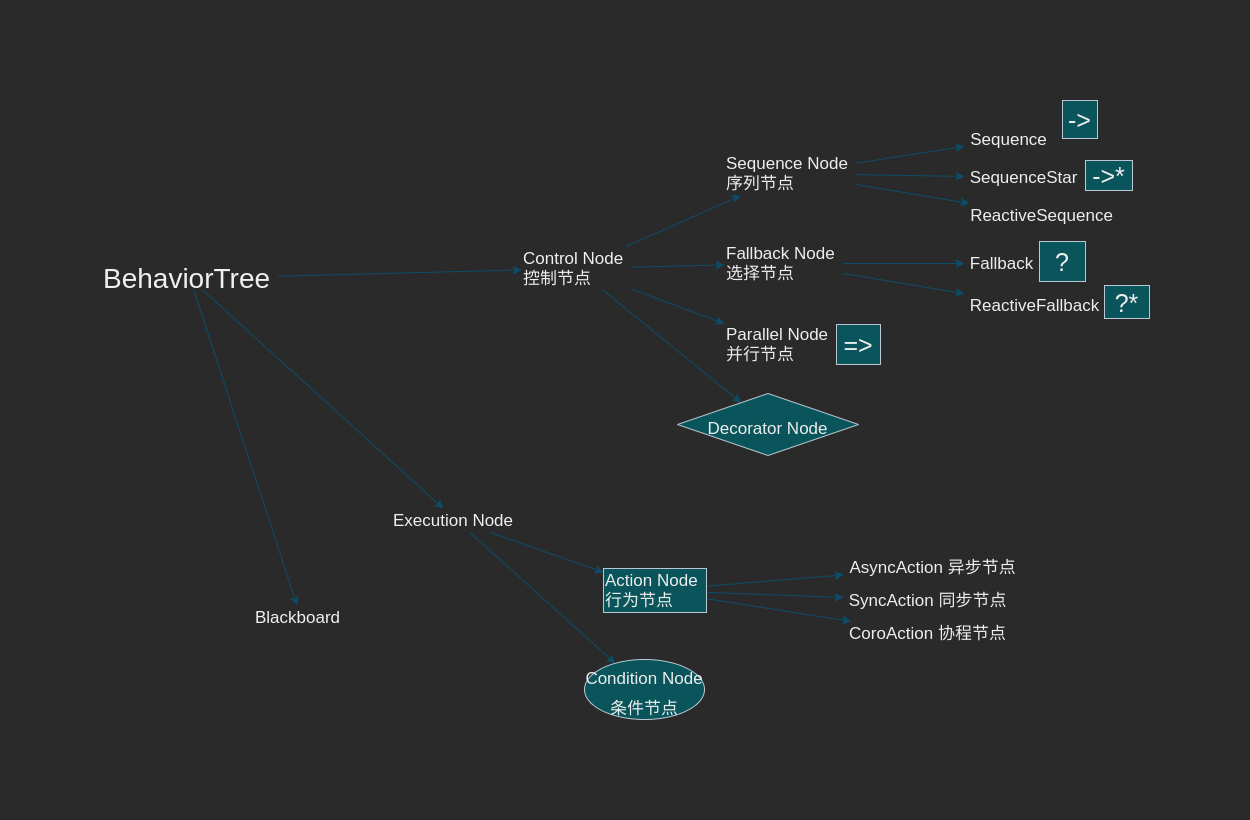 BehaviorTree
Control Node
控制节点
Sequence Node
序列节点
Sequence
->
SequenceStar
->*
ReactiveSequence
Fallback Node
选择节点
Fallback
?
ReactiveFallback
?*
Parallel Node
并行节点
=>
Decorator Node
Execution Node
Action Node
行为节点
AsyncAction 异步节点
SyncAction 同步节点
CoroAction 协程节点
Condition Node
条件节点
Blackboard